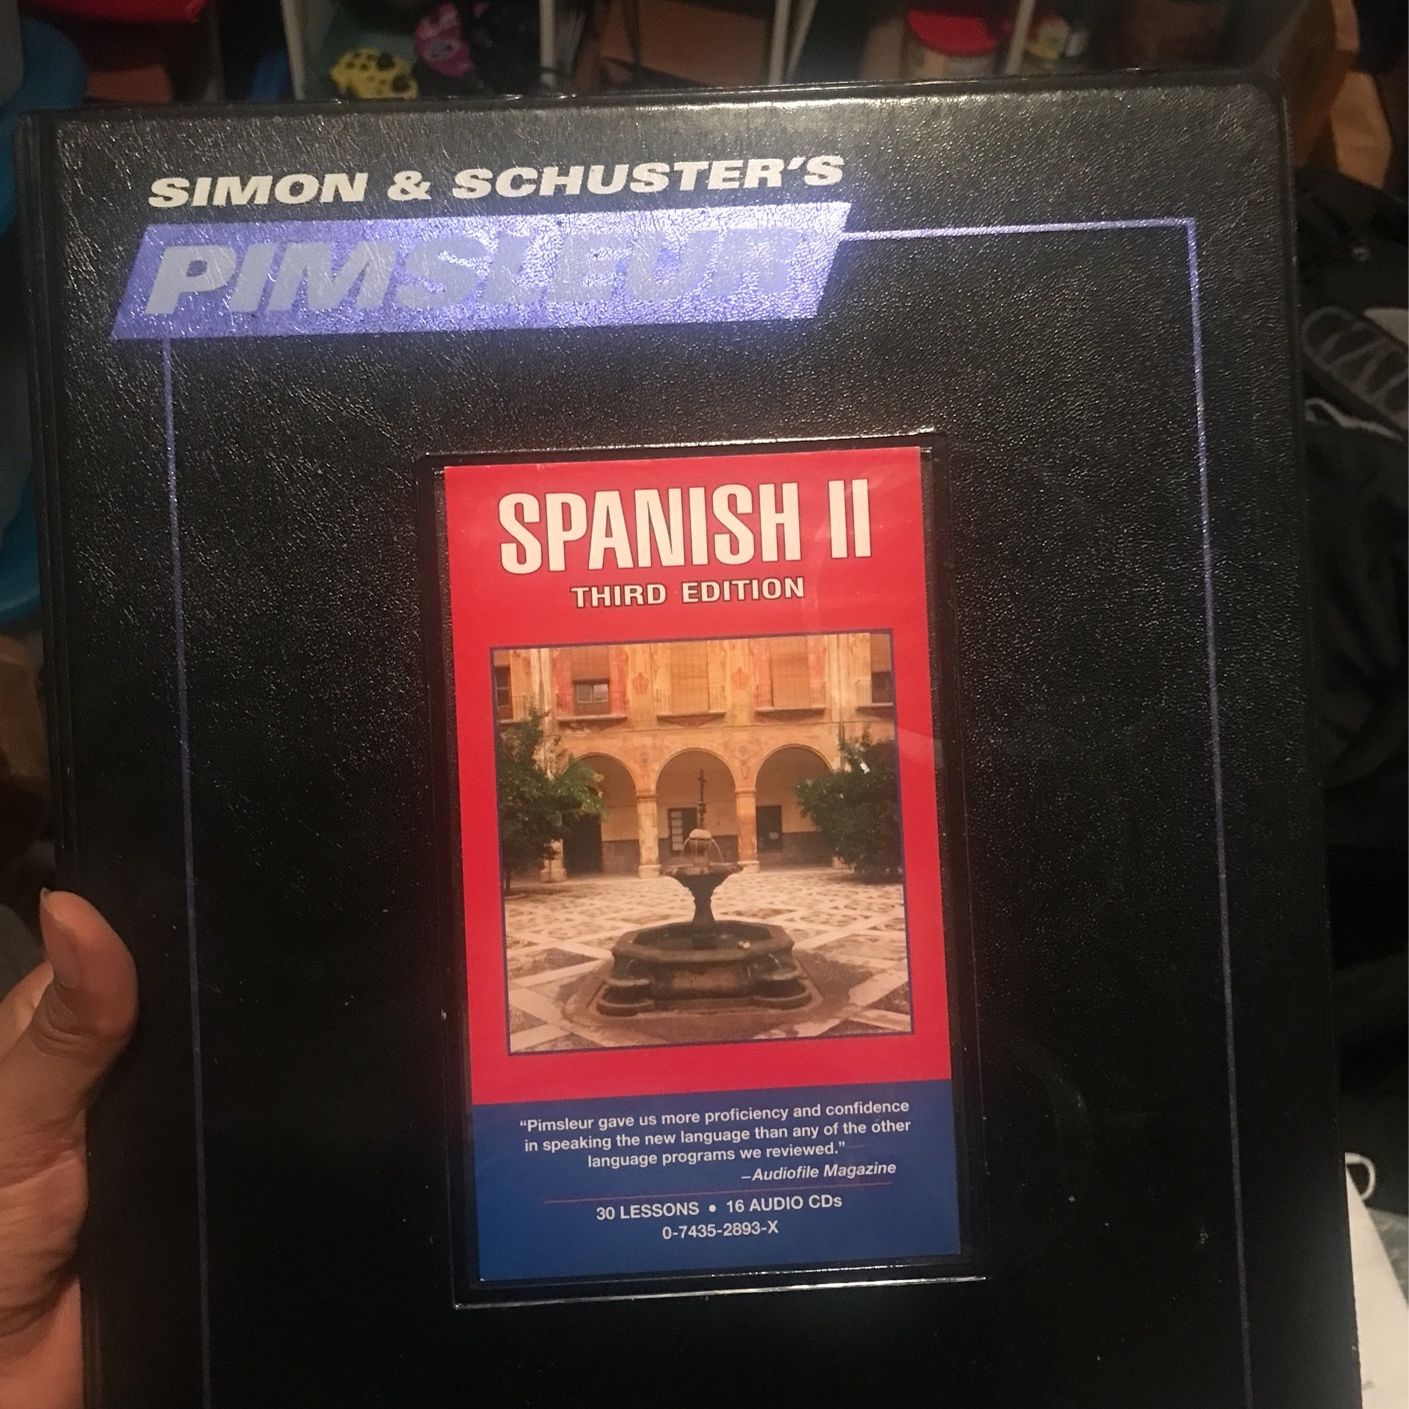 SIMON & SCHUSTER'S
PIMSLEUR
SPANISH II
THIRD EDITION
“Pimsleur gave us more proficiency and confidence
in speaking the new language than any of the other
language programs we reviewed.”
–Audiofile Magazine
30 LESSONS • 16 AUDIO CDs
0-7435-2893-X